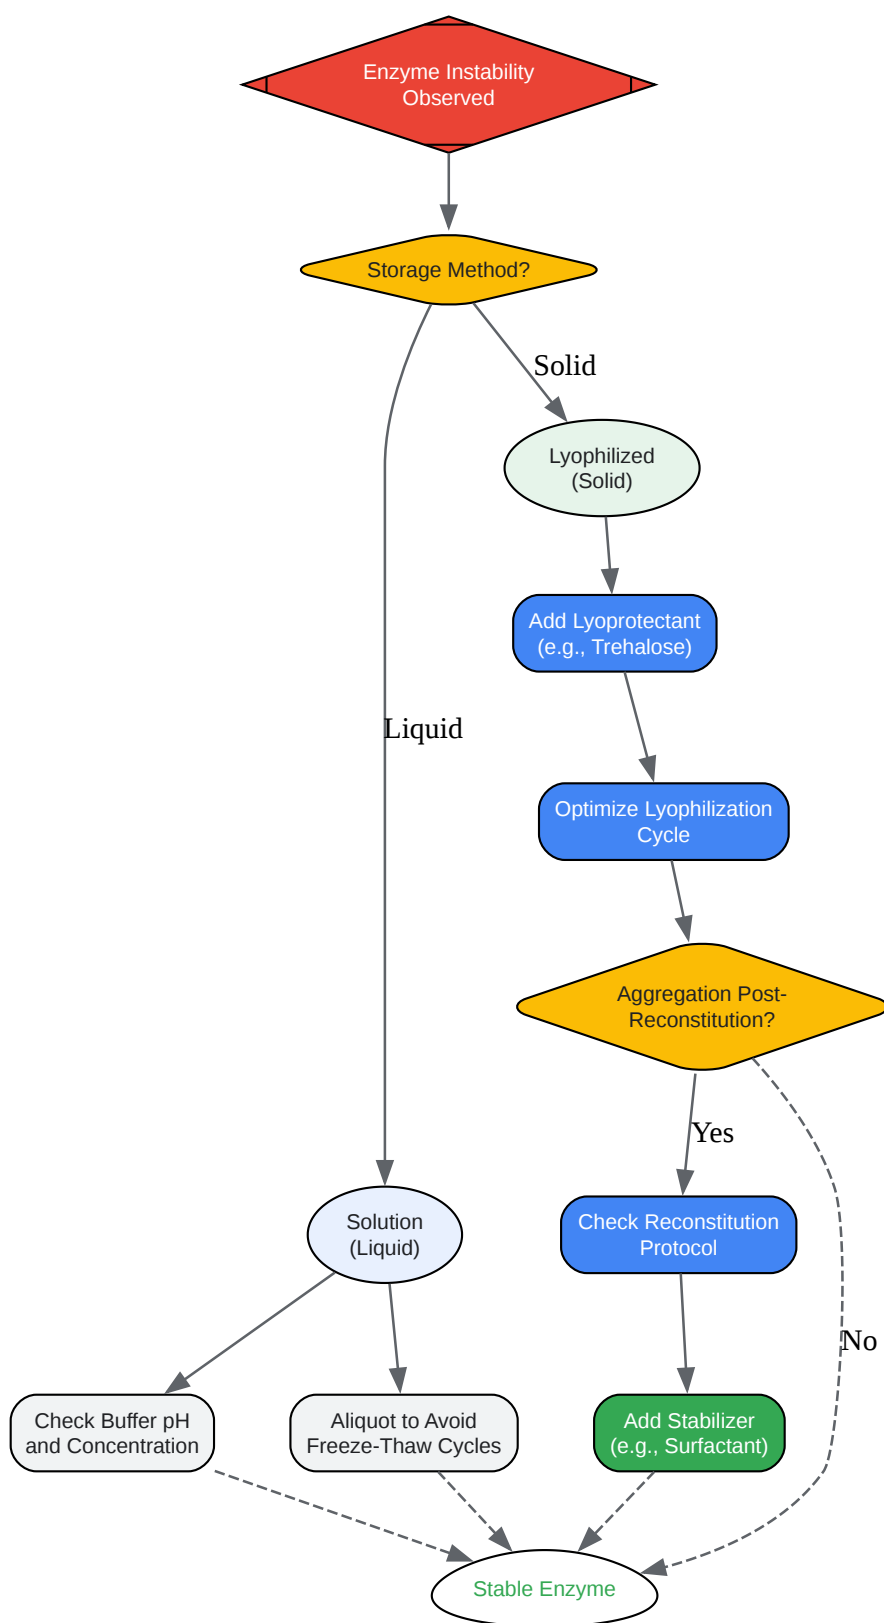 Enzyme Instability
Observed
Storage Method?
Solid
Lyophilized
(Solid)
Add Lyoprotectant
(e.g., Trehalose)
Liquid
Optimize Lyophilization
Cycle
Aggregation Post-
Reconstitution?
Yes
Solution
(Liquid)
Check Reconstitution
Protocol
No
Check Buffer pH
and Concentration
Aliquot to Avoid
Freeze-Thaw Cycles
Add Stabilizer
(e.g., Surfactant)
Stable Enzyme